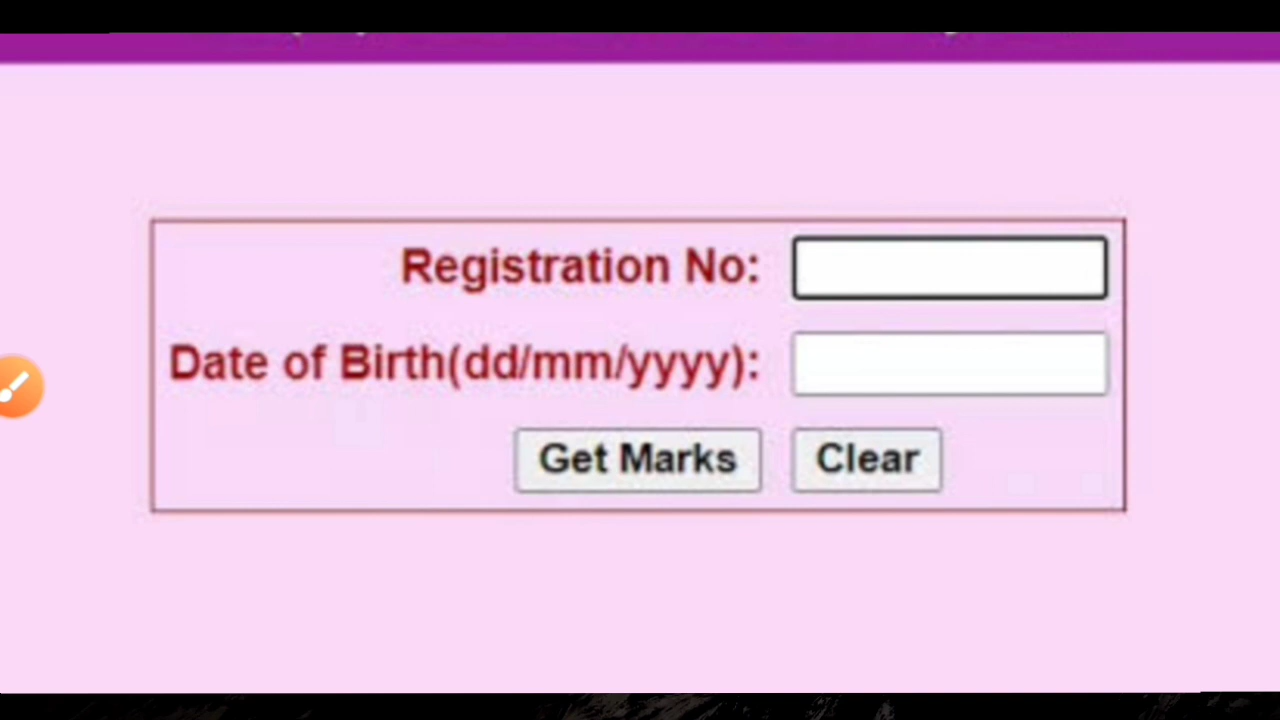 Registration No:
Date of Birth(dd/mm/yyyy):
Get Marks Clear